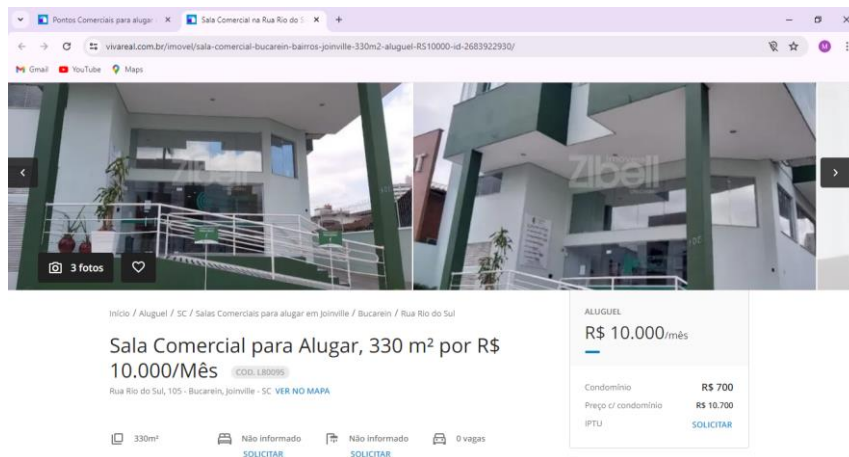 Pontos Comerciais para alugar
Sala Comercial na Rua Rio do S
vivareal.com.br/imovel/sala-comercial-bucarein-bairros-joinville-330m2-aluguel-RS10000-id-2683922930/
Gmail YouTube Maps
Zibell Zibell
3 fotos
Início / Aluguel / SC / Salas Comerciais para alugar em Joinville / Bucarein / Rua Rio do Sul
Sala Comercial para Alugar, 330 m² por R$
10.000/Mês COD. L80095
Rua Rio do Sul, 105 - Bucarein, Joinville - SC VER NO MAPA
330m² Não informado Não informado 0 vagas
SOLICITAR SOLICITAR
ALUGUEL
R$ 10.000/mês
Condomínio R$ 700
Preço c/ condomínio R$ 10.700
IPTU SOLICITAR